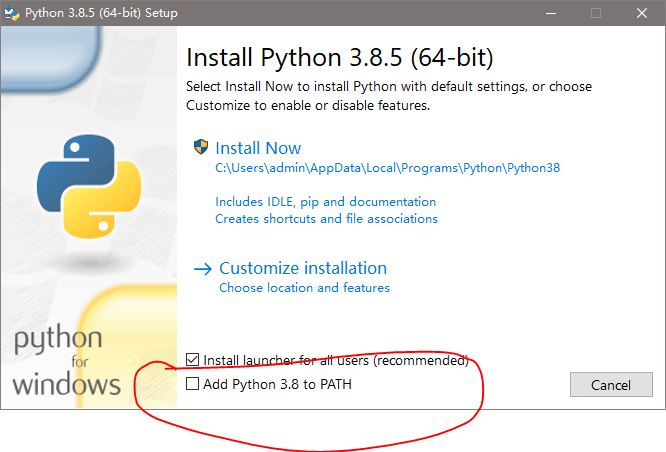 Python 3.8.5 (64-bit) Setup
Install Python 3.8.5 (64-bit)
Select Install Now to install Python with default settings, or choose
Customize to enable or disable features.
Install Now
C:\Users\admin\AppData\Local\Programs\Python\Python38
Includes IDLE, pip and documentation
Creates shortcuts and file associations
Customize installation
Choose location and features
python
for
windows
Install launcher for all users (recommended)
Add Python 3.8 to PATH
Cancel